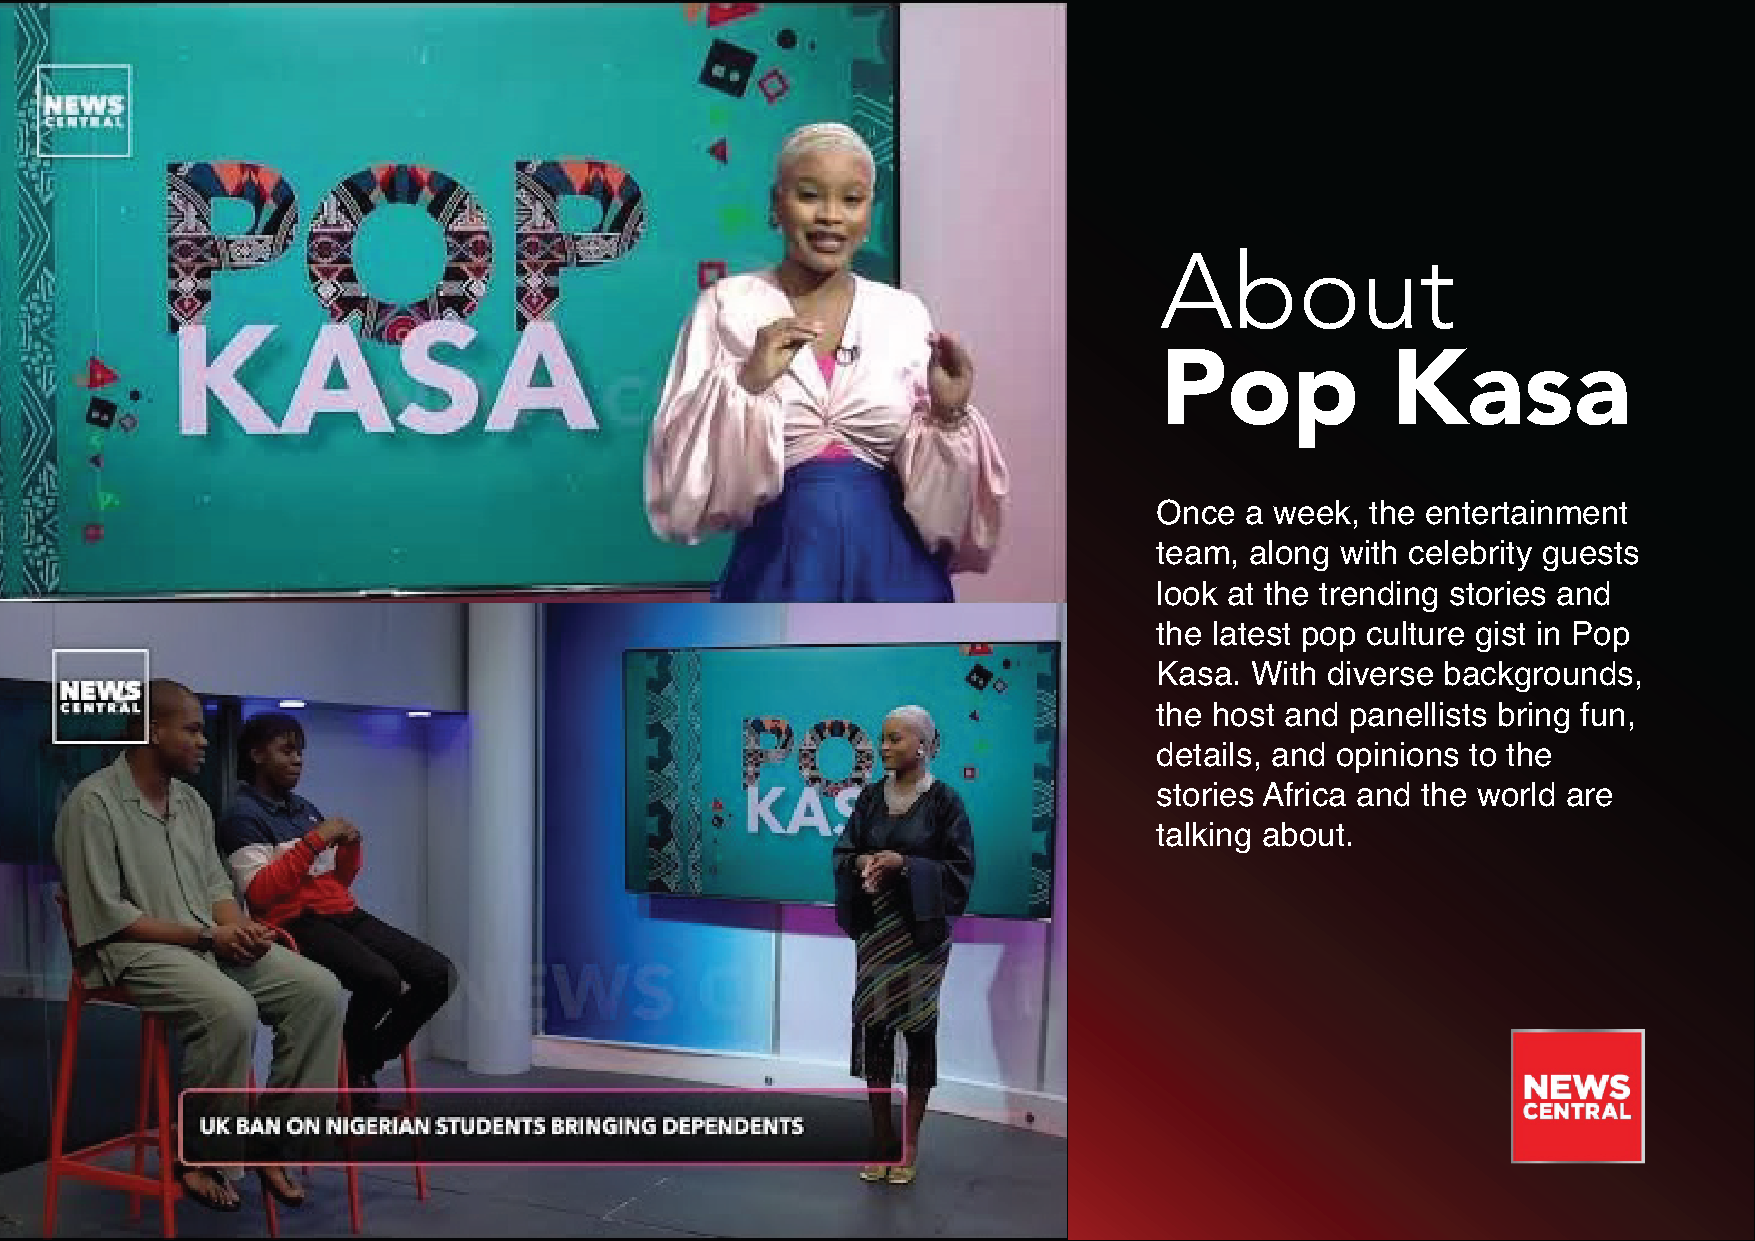 NEWS
CENTRAL
POP
KASA
NEWS
CENTRAL
POP
KAS
NEWS CENTRAL
UK BAN ON NIGERIAN STUDENTS BRINGING DEPENDENTS
About
Pop Kasa
Once a week, the entertainment
team, along with celebrity guests
look at the trending stories and
the latest pop culture gist in Pop
Kasa. With diverse backgrounds,
the host and panellists bring fun,
details, and opinions to the
stories Africa and the world are
talking about.
NEWS
CENTRAL